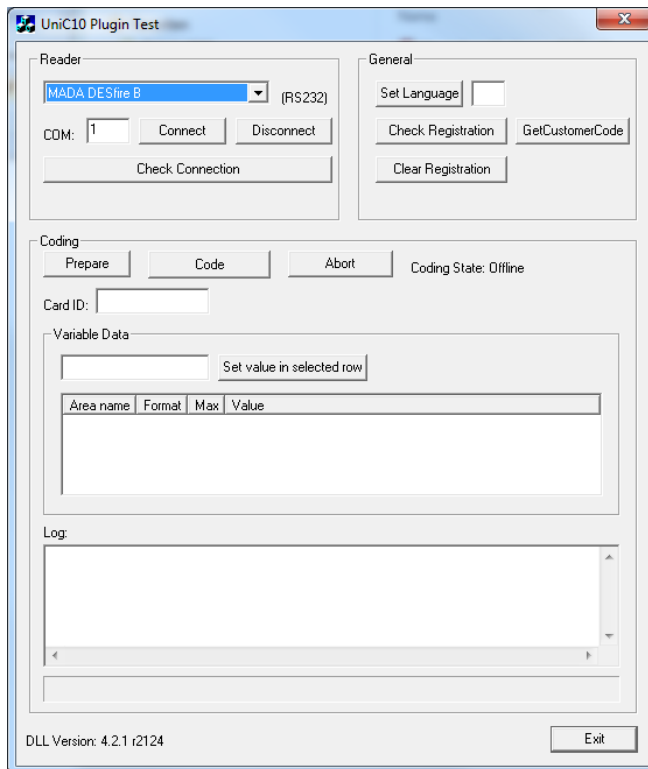 UniC10 Plugin Test
Reader
MADA DESfire B
(RS232)
COM: 1 Connect Disconnect
Check Connection
General
Set Language
Check Registration GetCustomerCode
Clear Registration
Coding
Prepare Code Abort Coding State: Offline
Card ID:
Variable Data
Set value in selected row
Area name Format Max Value
Log:
DLL Version: 4.2.1 r2124
Exit